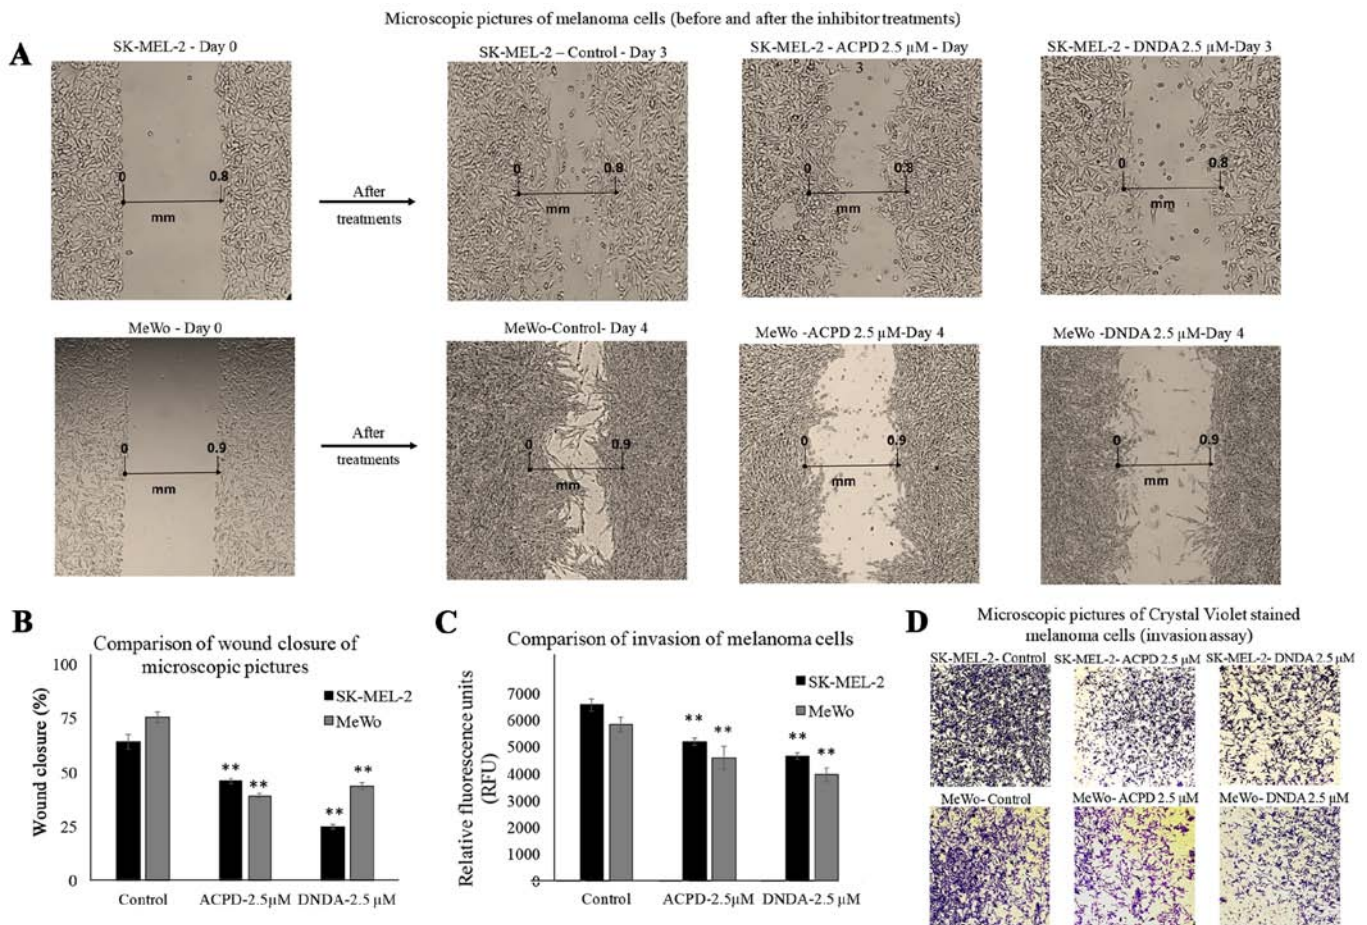 Microscopic pictures of melanoma cells (before and after the inhibitor treatments)
A
SK-MEL-2 - Day 0
SK-MEL-2 – Control - Day 3
SK-MEL-2 - ACPD 2.5 µM - Day
3
SK-MEL-2 - DNDA 2.5 µM-Day 3
0
0.8
mm
After
treatments
0
0.8
mm
0
0.8
mm
0
0.8
mm
MeWo - Day 0
MeWo-Control- Day 4
MeWo -ACPD 2.5 µM-Day 4
MeWo -DNDA 2.5 µM-Day 4
0
0.9
mm
After
treatments
0
0.9
mm
0
0.9
mm
0
0.9
mm
B
Comparison of wound closure of
microscopic pictures
Wound closure (%)
100
75
50
25
0
SK-MEL-2
MeWo
** **
** **
Control
ACPD-2.5µM
DNDA-2.5 µM
C
Comparison of invasion of melanoma cells
Relative fluorescence units
(RFU)
7000
6000
5000
4000
3000
2000
1000
0
SK-MEL-2
MeWo
** **
** **
Control
ACPD-2.5µM
DNDA-2.5 µM
D
Microscopic pictures of Crystal Violet stained
melanoma cells (invasion assay)
SK-MEL-2- Control
SK-MEL-2- ACPD 2.5 µM
SK-MEL-2- DNDA 2.5 µM
MeWo- Control
MeWo- ACPD 2.5 µM
MeWo- DNDA 2.5 µM